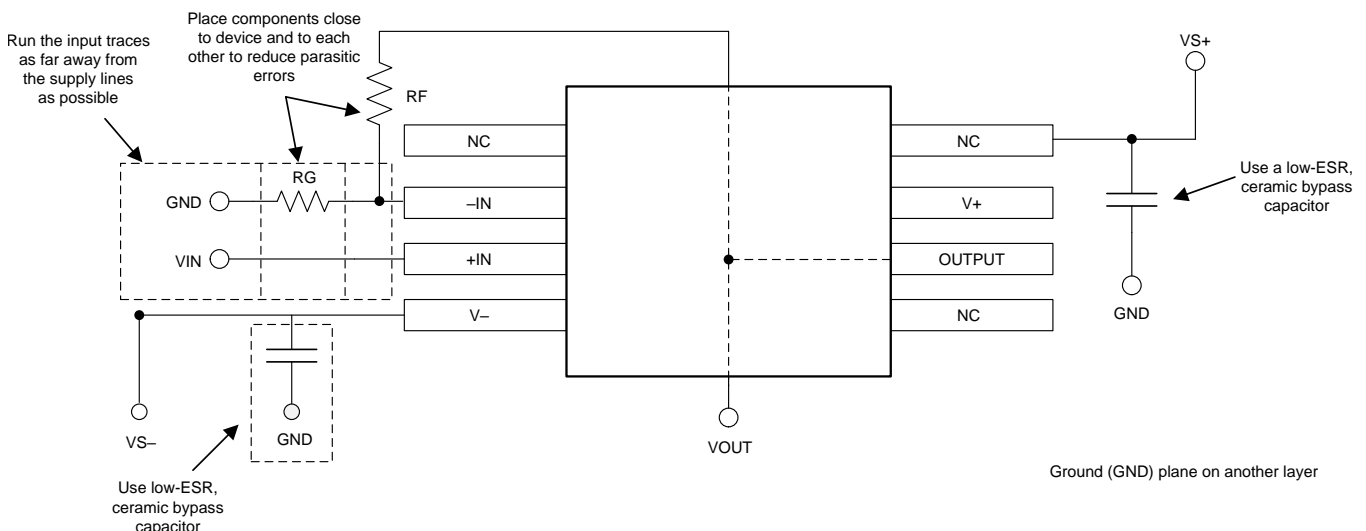 Run the input traces
as far away from
the supply lines
as possible
Place components close
to device and to each
other to reduce parasitic
errors
RF
VS+
NC
NC
Use a low-ESR,
ceramic bypass
capacitor
RG
GND
–IN
V+
VIN
+IN
OUTPUT
V–
NC
GND
VS–
GND
VOUT
Use low-ESR,
ceramic bypass
capacitor
Ground (GND) plane on another layer